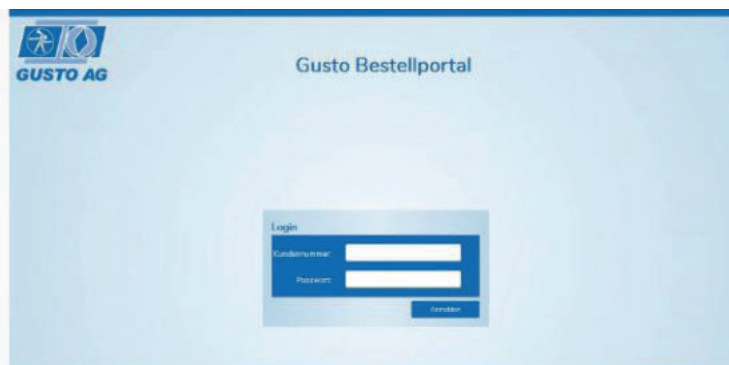 GUSTO AG
Gusto Bestellportal
Login
Kundennummer:
Passwort:
Anmelden